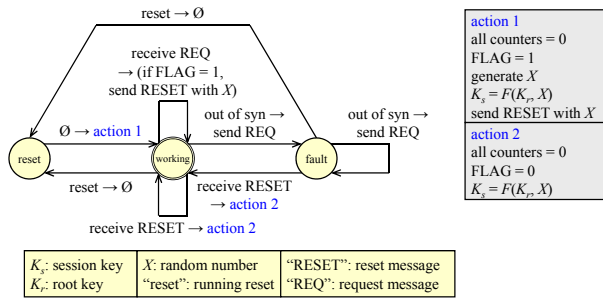 reset → Ø
receive REQ
→ (if FLAG = 1,
send RESET with X)
out of syn →
send REQ
out of syn →
send REQ
Ø → action 1
reset
working
fault
reset → Ø
receive RESET
→ action 2
receive RESET → action 2
action 1
all counters = 0
FLAG = 1
generate X
Ks = F(Kr, X)
send RESET with X
action 2
all counters = 0
FLAG = 0
Ks = F(Kr, X)
Ks: session key
Kr: root key
X: random number
“reset”: running reset
“RESET”: reset message
“REQ”: request message